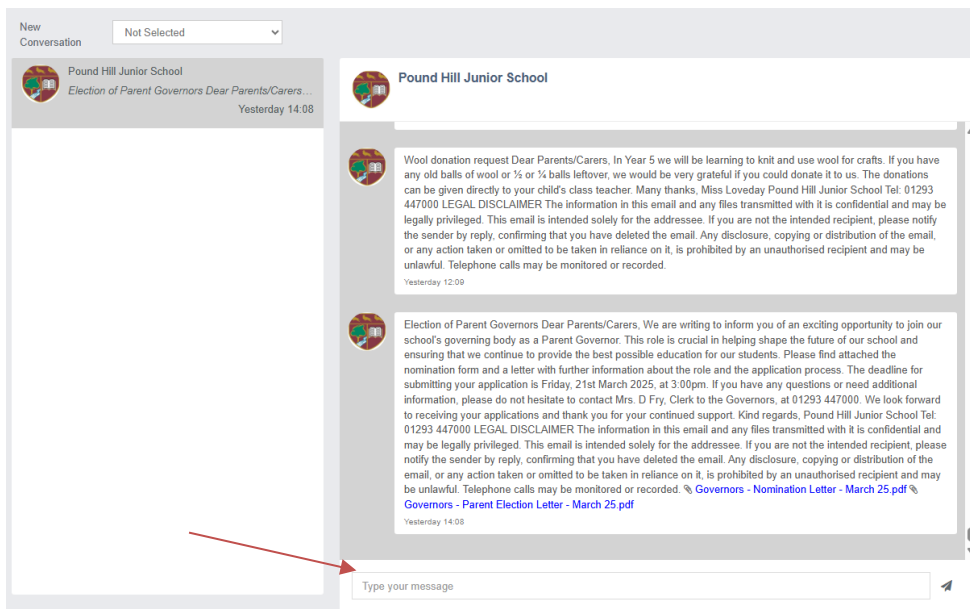 New
Conversation
Not Selected
Pound Hill Junior School
Election of Parent Governors Dear Parents/Carers...
Yesterday 14:08
Pound Hill Junior School
Wool donation request Dear Parents/Carers, In Year 5 we will be learning to knit and use wool for crafts. If you have
any old balls of wool or ½ or ¼ balls leftover, we would be very grateful if you could donate it to us. The donations
can be given directly to your child's class teacher. Many thanks, Miss Loveday Pound Hill Junior School Tel: 01293
447000 LEGAL DISCLAIMER The information in this email and any files transmitted with it is confidential and may be
legally privileged. This email is intended solely for the addressee. If you are not the intended recipient, please notify
the sender by reply, confirming that you have deleted the email. Any disclosure, copying or distribution of the email,
or any action taken or omitted to be taken in reliance on it, is prohibited by an unauthorised recipient and may be
unlawful. Telephone calls may be monitored or recorded.
Yesterday 12:09
Election of Parent Governors Dear Parents/Carers, We are writing to inform you of an exciting opportunity to join our
school's governing body as a Parent Governor. This role is crucial in helping shape the future of our school and
ensuring that we continue to provide the best possible education for our students. Please find attached the
nomination form and a letter with further information about the role and the application process. The deadline for
submitting your application is Friday, 21st March 2025, at 3:00pm. If you have any questions or need additional
information, please do not hesitate to contact Mrs. D Fry, Clerk to the Governors, at 01293 447000. We look forward
to receiving your applications and thank you for your continued support. Kind regards, Pound Hill Junior School Tel:
01293 447000 LEGAL DISCLAIMER The information in this email and any files transmitted with it is confidential and
may be legally privileged. This email is intended solely for the addressee. If you are not the intended recipient, please
notify the sender by reply, confirming that you have deleted the email. Any disclosure, copying or distribution of the
email, or any action taken or omitted to be taken in reliance on it, is prohibited by an unauthorised recipient and may
be unlawful. Telephone calls may be monitored or recorded. Governors - Nomination Letter - March 25.pdf
Governors - Parent Election Letter - March 25.pdf
Yesterday 14:08
Type your message